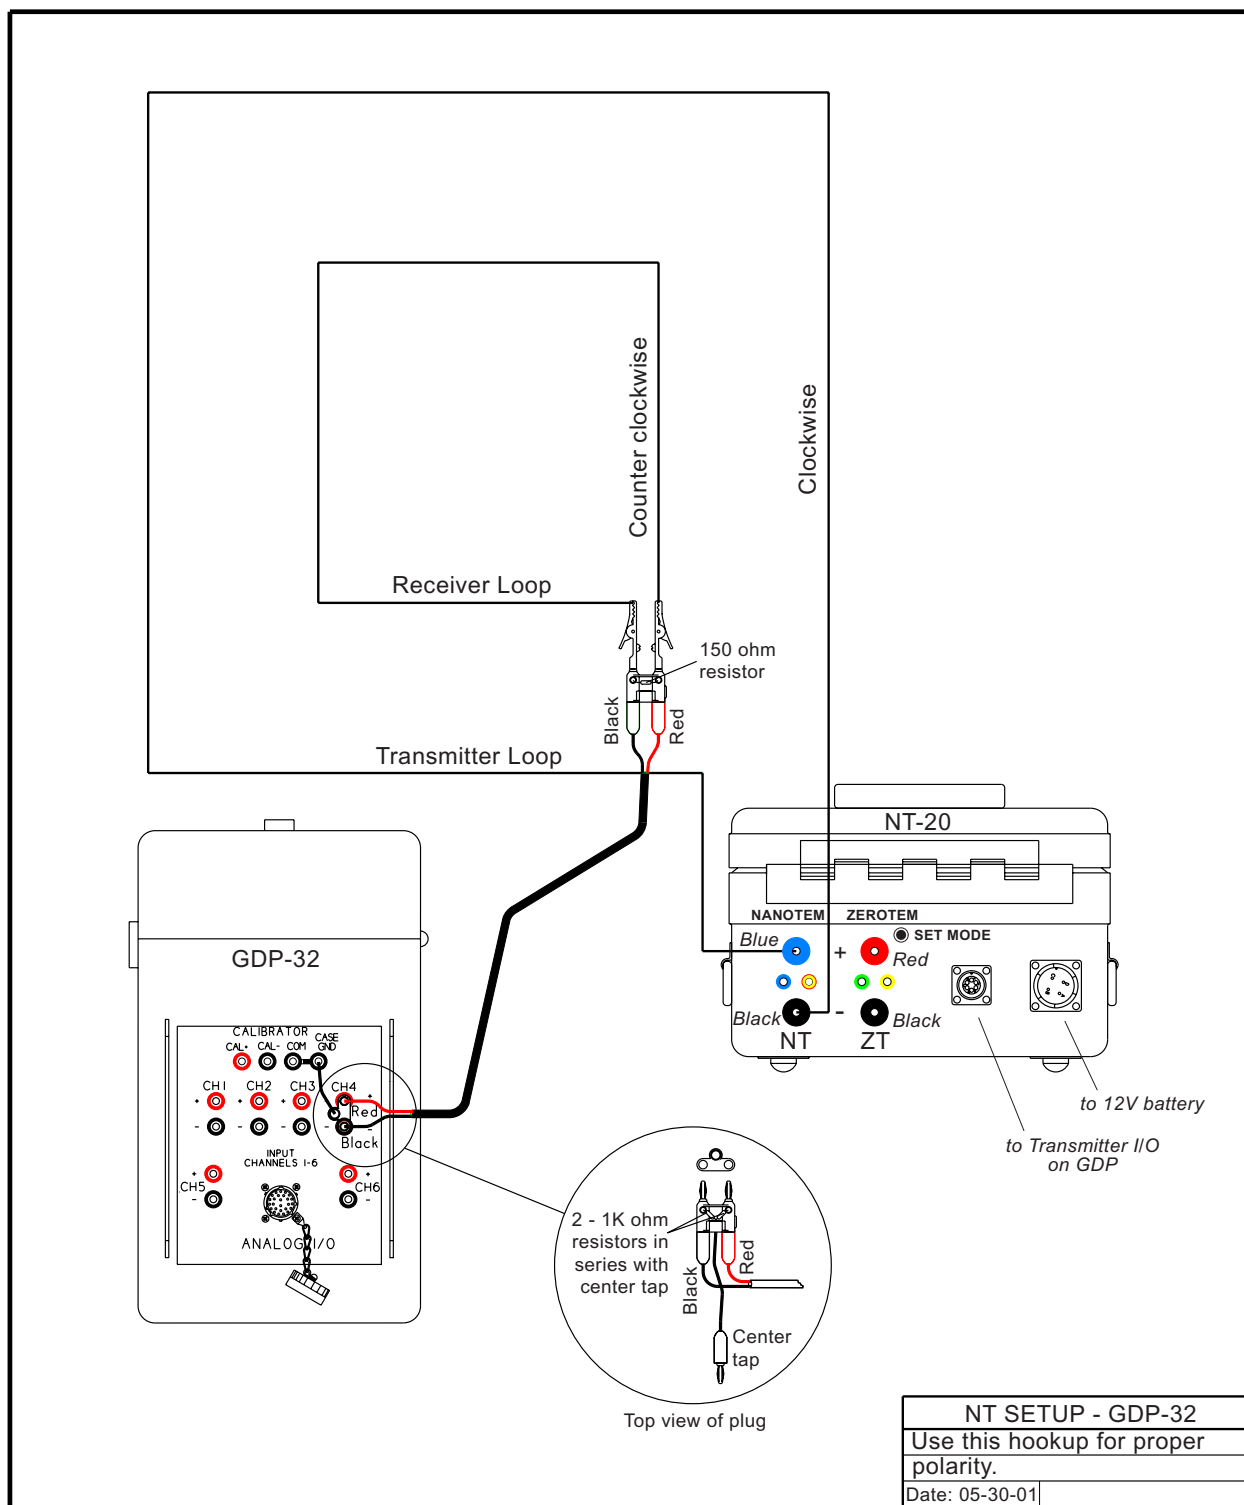 Counter clockwise
Clockwise
Receiver Loop
150 ohm
resistor
Black
Red
Transmitter Loop
NT-20
NANOTEM
ZEROTEM
SET MODE
Blue
+
Red
Black
-
Black
NT
ZT
to 12V battery
to Transmitter I/O
on GDP
GDP-32
CALIBRATOR
CAL+
CAL-
COM
CASE
GND
CH1
CH2
CH3
CH4
+
+
+
+
Red
-
-
-
-
-
Black
INPUT
CHANNELS 1-6
+
+
CH5
CH6
-
-
ANALOG I/O
2 - 1K ohm
resistors in
series with
center tap
Black
Red
Center
tap
Top view of plug
NT SETUP - GDP-32
Use this hookup for proper
polarity.
Date: 05-30-01